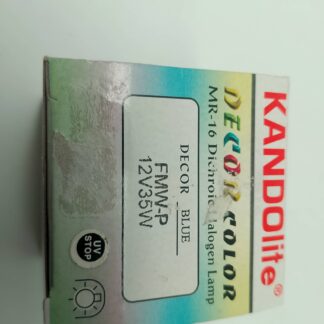 KANDOlite®
DECOR COLOR
MR-16 Dichroic Halogen Lamp
DECOR BLUE
FMW-P
12V35W
UV
STOP